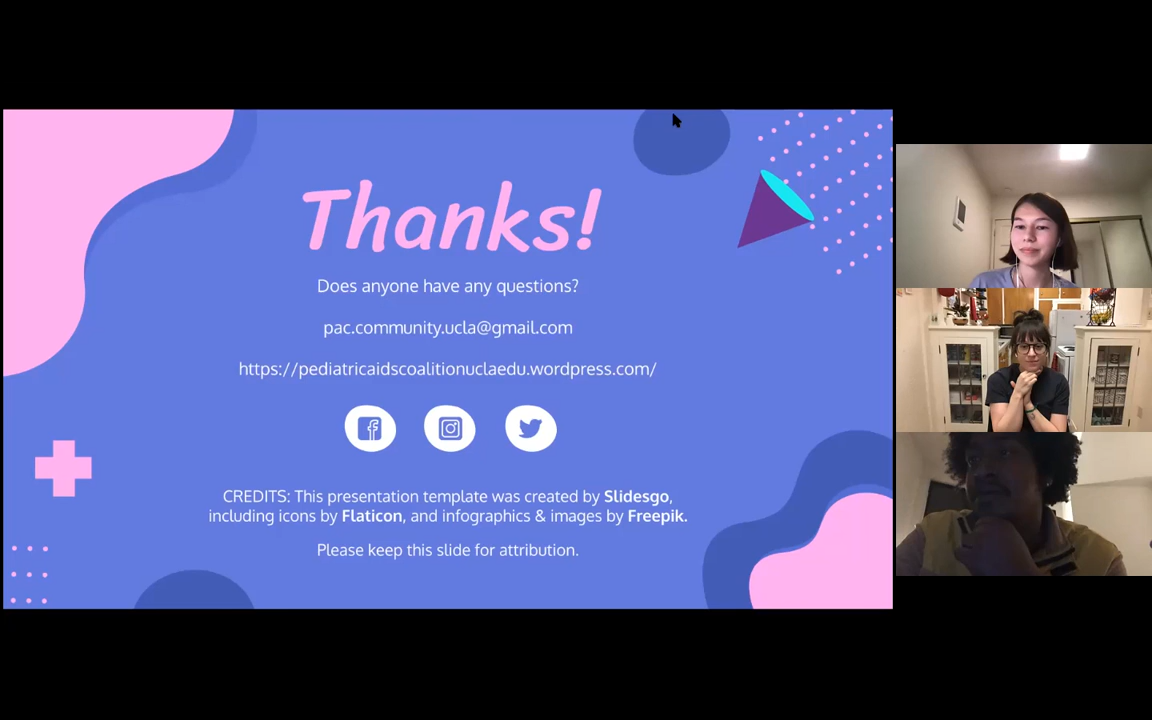 Thanks!
Does anyone have any questions?
pac.community.ucla@gmail.com
https://pediatricaidscoalitionuclaedu.wordpress.com/
CREDITS: This presentation template was created by Slidesgo,
including icons by Flaticon, and infographics & images by Freepik.
Please keep this slide for attribution.